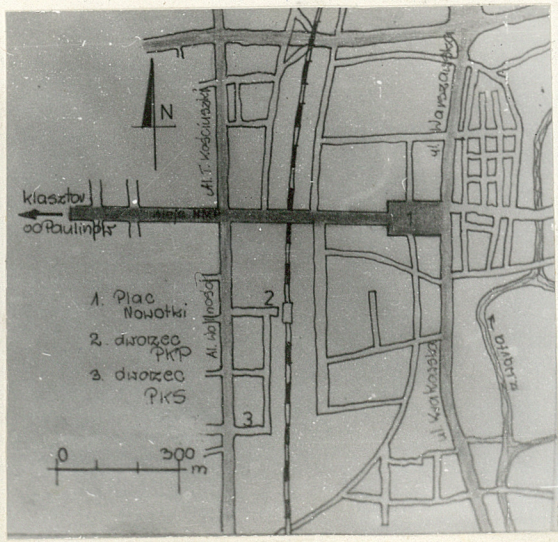 ul. Warszawska
Al. T. Kościuszki
N
klasztor
oo Paulinów
Aleja NMP
1
1. Plac
Nowotki
2. dworzec
PKP
3. dworzec
PKS
Al. Wolności
2
3
ul. Krakowska
Warta
0 300
m